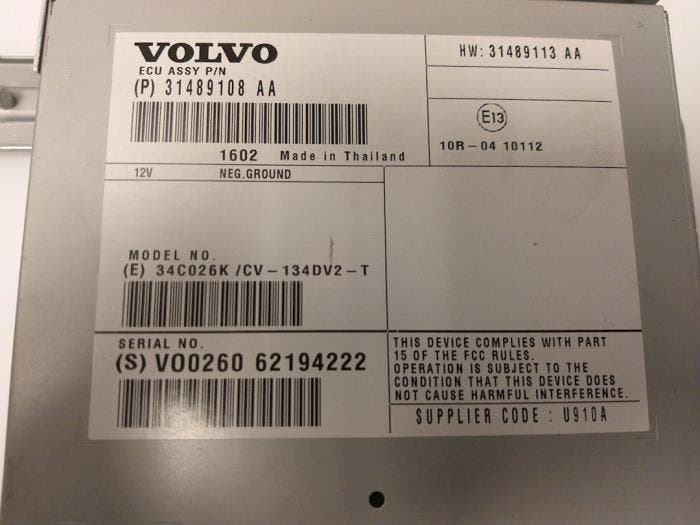 VOLVO
ECU ASSY P/N
(P) 31489108 AA
1602 Made in Thailand
HW: 31489113 AA
E13
10R-04 10112
12V NEG.GROUND
MODEL NO.
(E) 34C026K /CV-134DV2-T
SERIAL NO.
(S) VO0260 62194222
THIS DEVICE COMPLIES WITH PART
15 OF THE FCC RULES.
OPERATION IS SUBJECT TO THE
CONDITION THAT THIS DEVICE DOES
NOT CAUSE HARMFUL INTERFERENCE.
SUPPLIER CODE : U910A